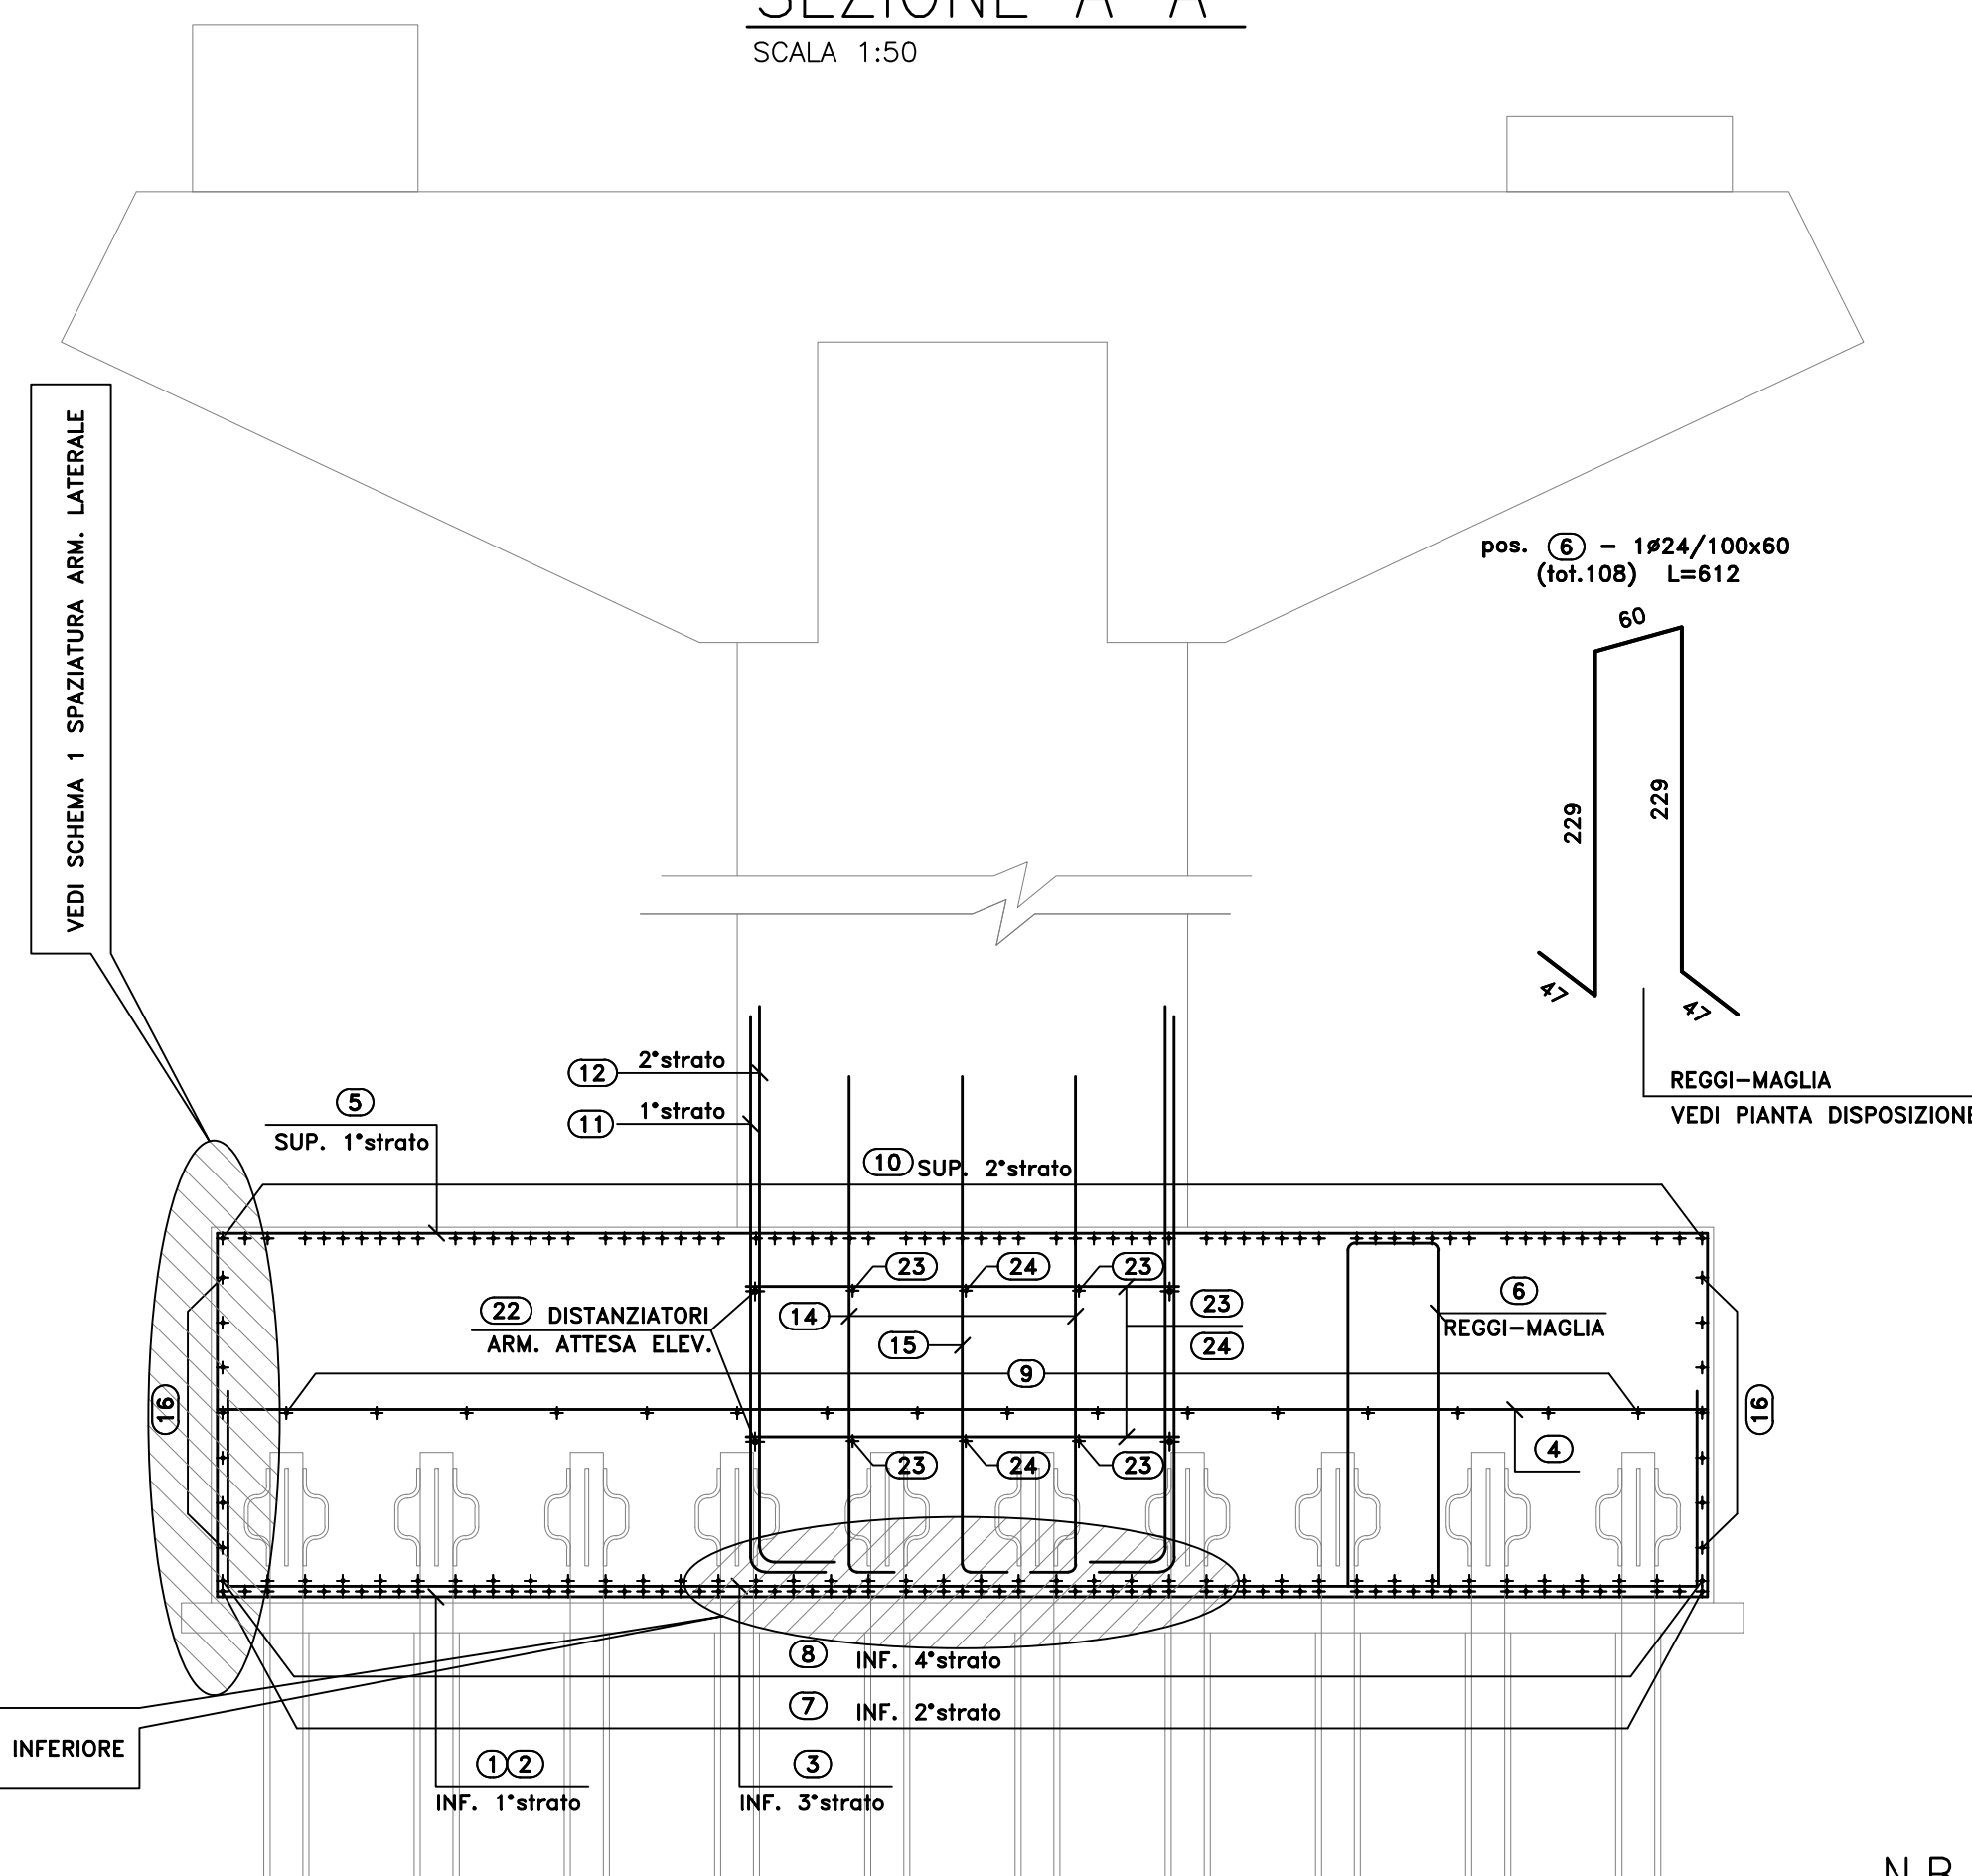 SEZIONE A-A
SCALA 1:50
VEDI SCHEMA 1 SPAZIATURA ARM. LATERALE
pos. 6 - 1ø24/100x60
(tot.108) L=612
60
229
229
47
47
REGGI-MAGLIA
VEDI PIANTA DISPOSIZIONE
12 2°strato
11 1°strato
5
SUP. 1°strato
10 SUP. 2°strato
23
24
23
22 DISTANZIATORI
ARM. ATTESA ELEV.
14
15
23
24
6
REGGI-MAGLIA
9
16
16
4
23
24
23
8 INF. 4°strato
7 INF. 2°strato
INFERIORE
1 2
INF. 1°strato
3
INF. 3°strato
N.B.